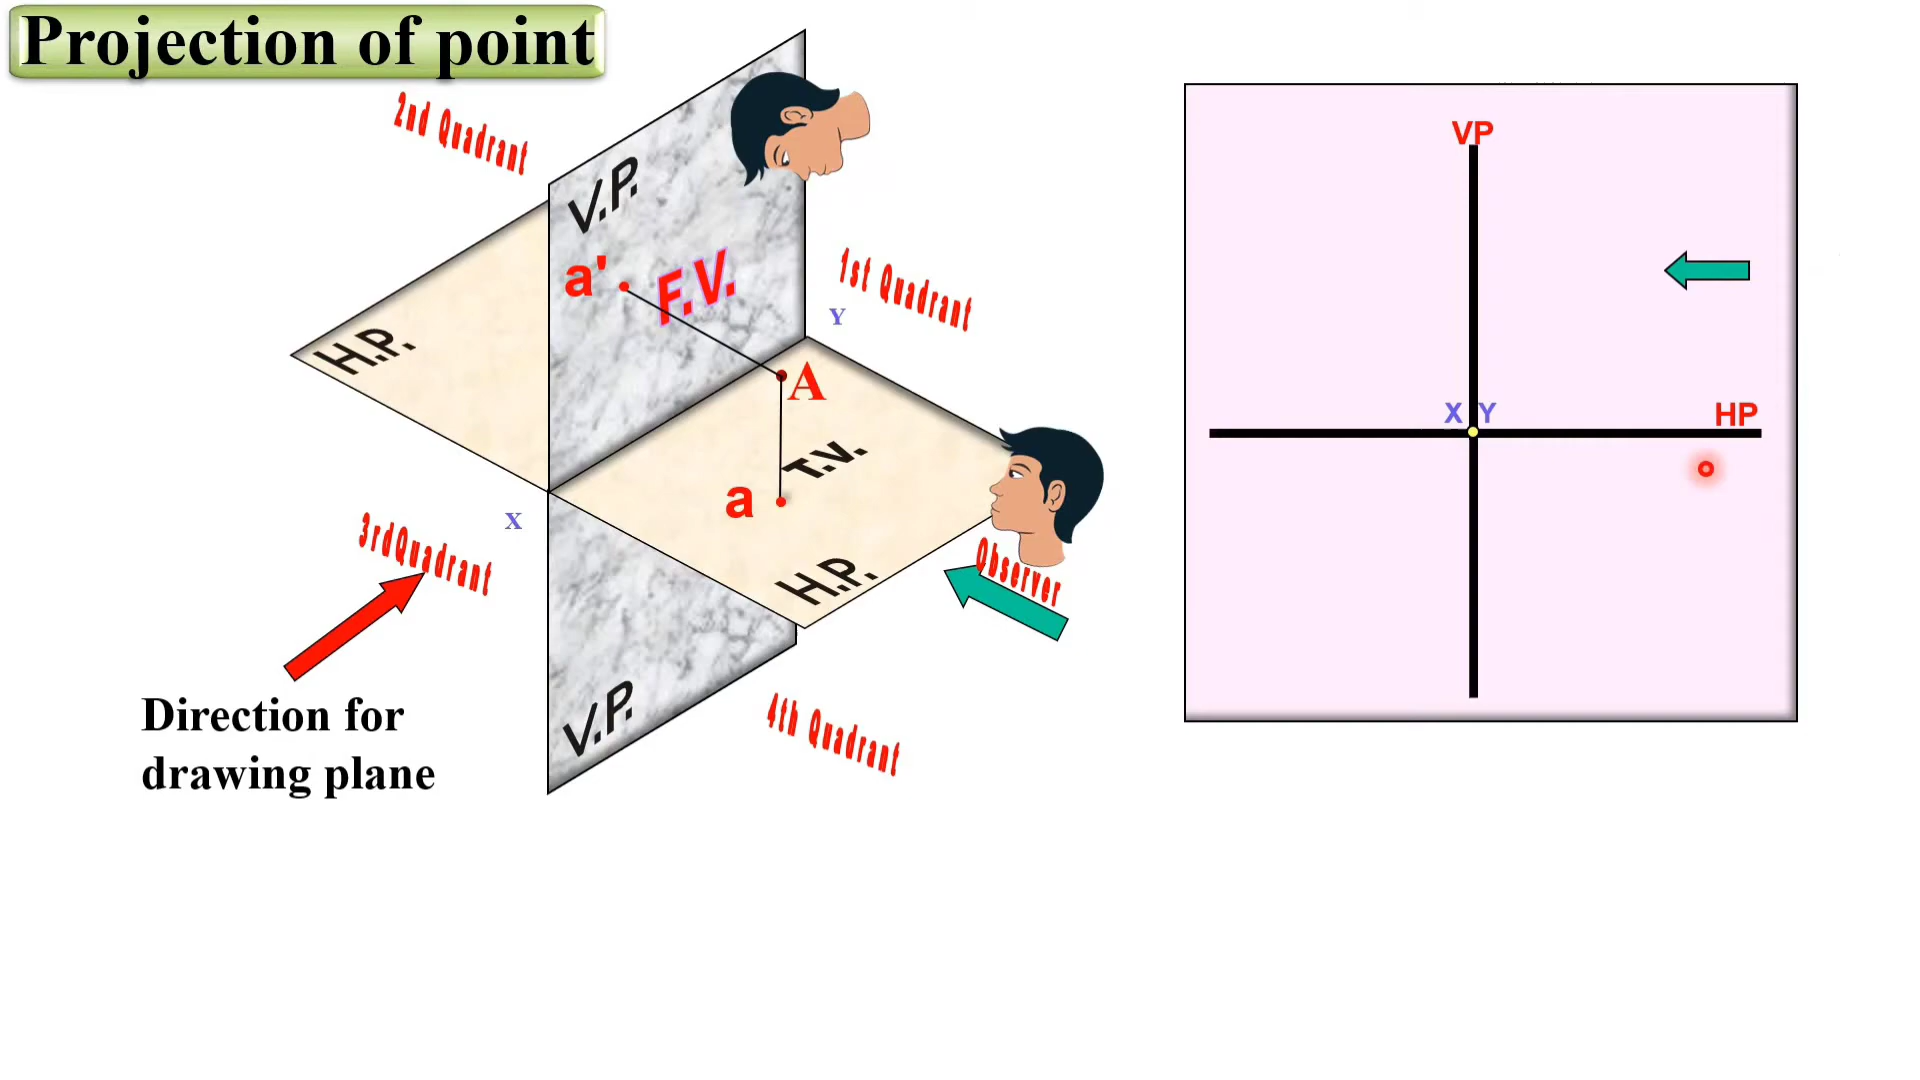 Projection of point
2nd Quadrant
V.P.
a'
F.V.
1st Quadrant
Y
H.P.
A
T.V.
a
X
3rdQuadrant
H.P.
Observer
Direction for
drawing plane
V.P.
4th Quadrant
VP
X Y
HP